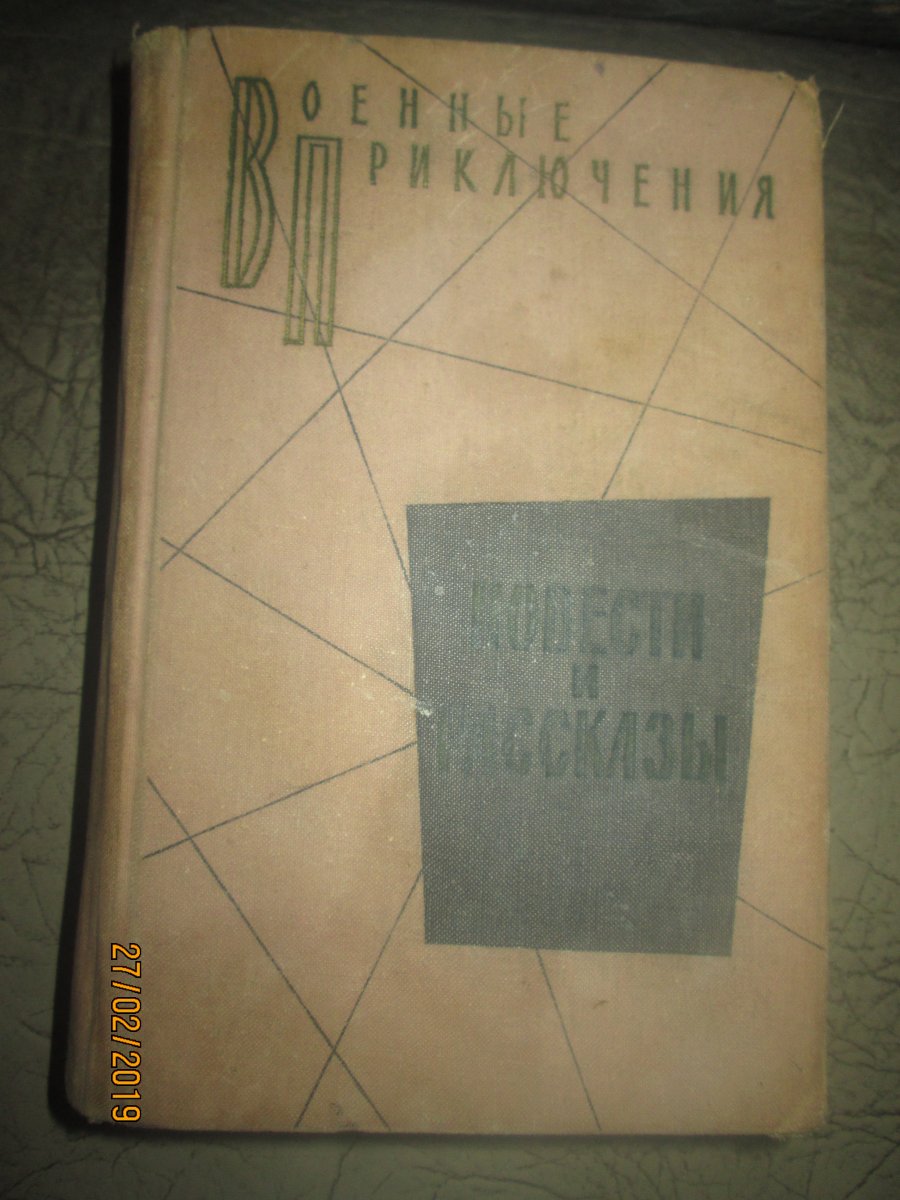 ВОЕННЫЕ
ПРИКЛЮЧЕНИЯ
ПОВЕСТИ
И
РАССКАЗЫ
27/02/2019